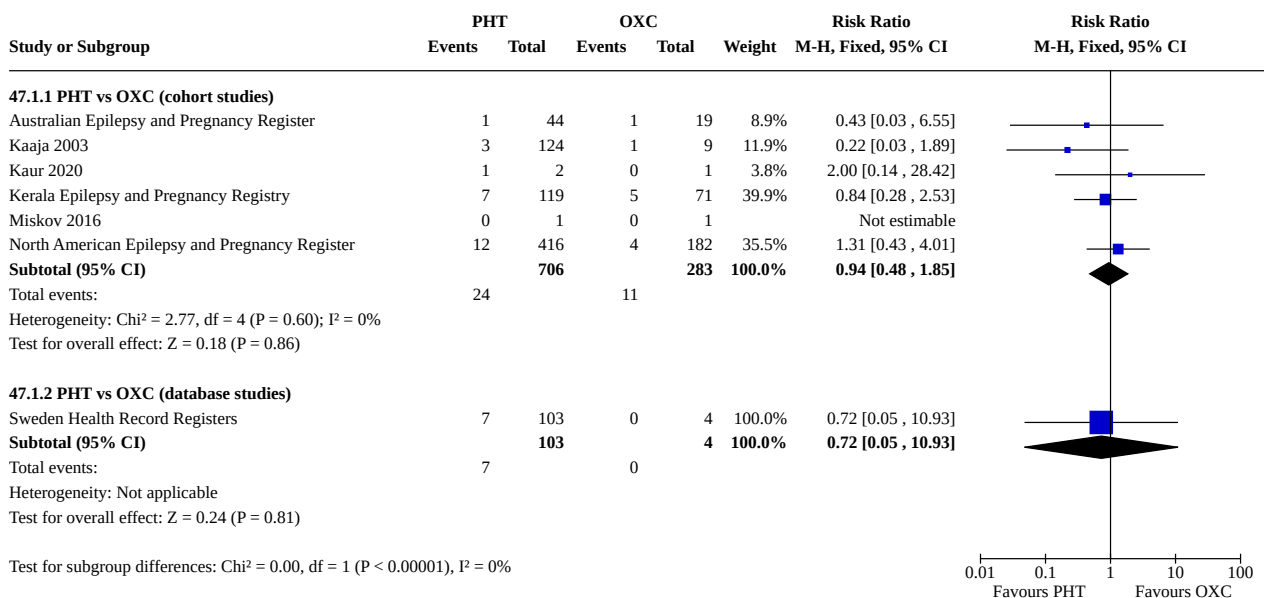 PHT OXC Risk Ratio Risk Ratio
Study or Subgroup Events Total Events Total Weight M-H, Fixed, 95% CI M-H, Fixed, 95% CI
47.1.1 PHT vs OXC (cohort studies)
Australian Epilepsy and Pregnancy Register 1 44 1 19 8.9% 0.43 [0.03 , 6.55]
Kaaja 2003 3 124 1 9 11.9% 0.22 [0.03 , 1.89]
Kaur 2020 1 2 0 1 3.8% 2.00 [0.14 , 28.42]
Kerala Epilepsy and Pregnancy Registry 7 119 5 71 39.9% 0.84 [0.28 , 2.53]
Miskov 2016 0 1 0 1 Not estimable
North American Epilepsy and Pregnancy Register 12 416 4 182 35.5% 1.31 [0.43 , 4.01]
Subtotal (95% CI) 706 283 100.0% 0.94 [0.48 , 1.85]
Total events: 24 11
Heterogeneity: Chi² = 2.77, df = 4 (P = 0.60); I² = 0%
Test for overall effect: Z = 0.18 (P = 0.86)
47.1.2 PHT vs OXC (database studies)
Sweden Health Record Registers 7 103 0 4 100.0% 0.72 [0.05 , 10.93]
Subtotal (95% CI) 103 4 100.0% 0.72 [0.05 , 10.93]
Total events: 7 0
Heterogeneity: Not applicable
Test for overall effect: Z = 0.24 (P = 0.81)
Test for subgroup differences: Chi² = 0.00, df = 1 (P < 0.00001), I² = 0%
0.01 0.1 1 10 100
Favours PHT Favours OXC